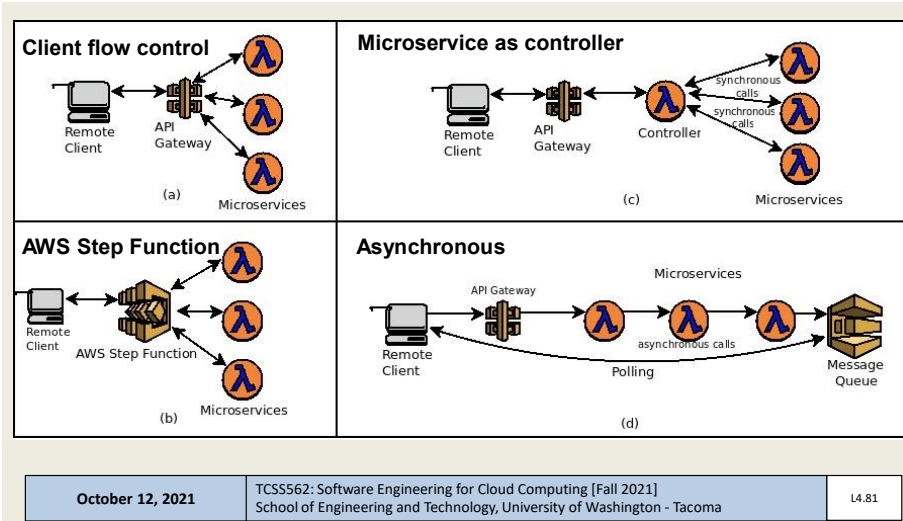 Client flow control
Remote
Client
API
Gateway
Microservices
(a)
Microservice as controller
Remote
Client
API
Gateway
Controller
synchronous
calls
synchronous
calls
Microservices
(c)
AWS Step Function
Remote
Client
AWS Step Function
Microservices
(b)
Asynchronous
Microservices
API Gateway
Remote
Client
asynchronous calls
Polling
Message
Queue
(d)
October 12, 2021
TCSS562: Software Engineering for Cloud Computing [Fall 2021]
School of Engineering and Technology, University of Washington - Tacoma
L4.81